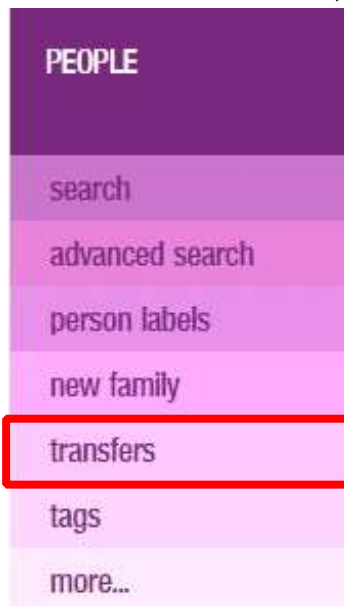 PEOPLE
search
advanced search
person labels
new family
transfers
tags
more...